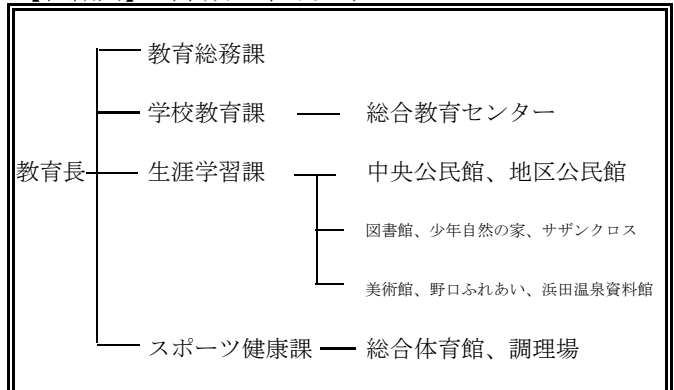 教育総務課
学校教育課 総合教育センター
教育長 生涯学習課 中央公民館、地区公民館
図書館、少年自然の家、サザンクロス
美術館、野口ふれあい、浜田温泉資料館
スポーツ健康課 総合体育館、調理場